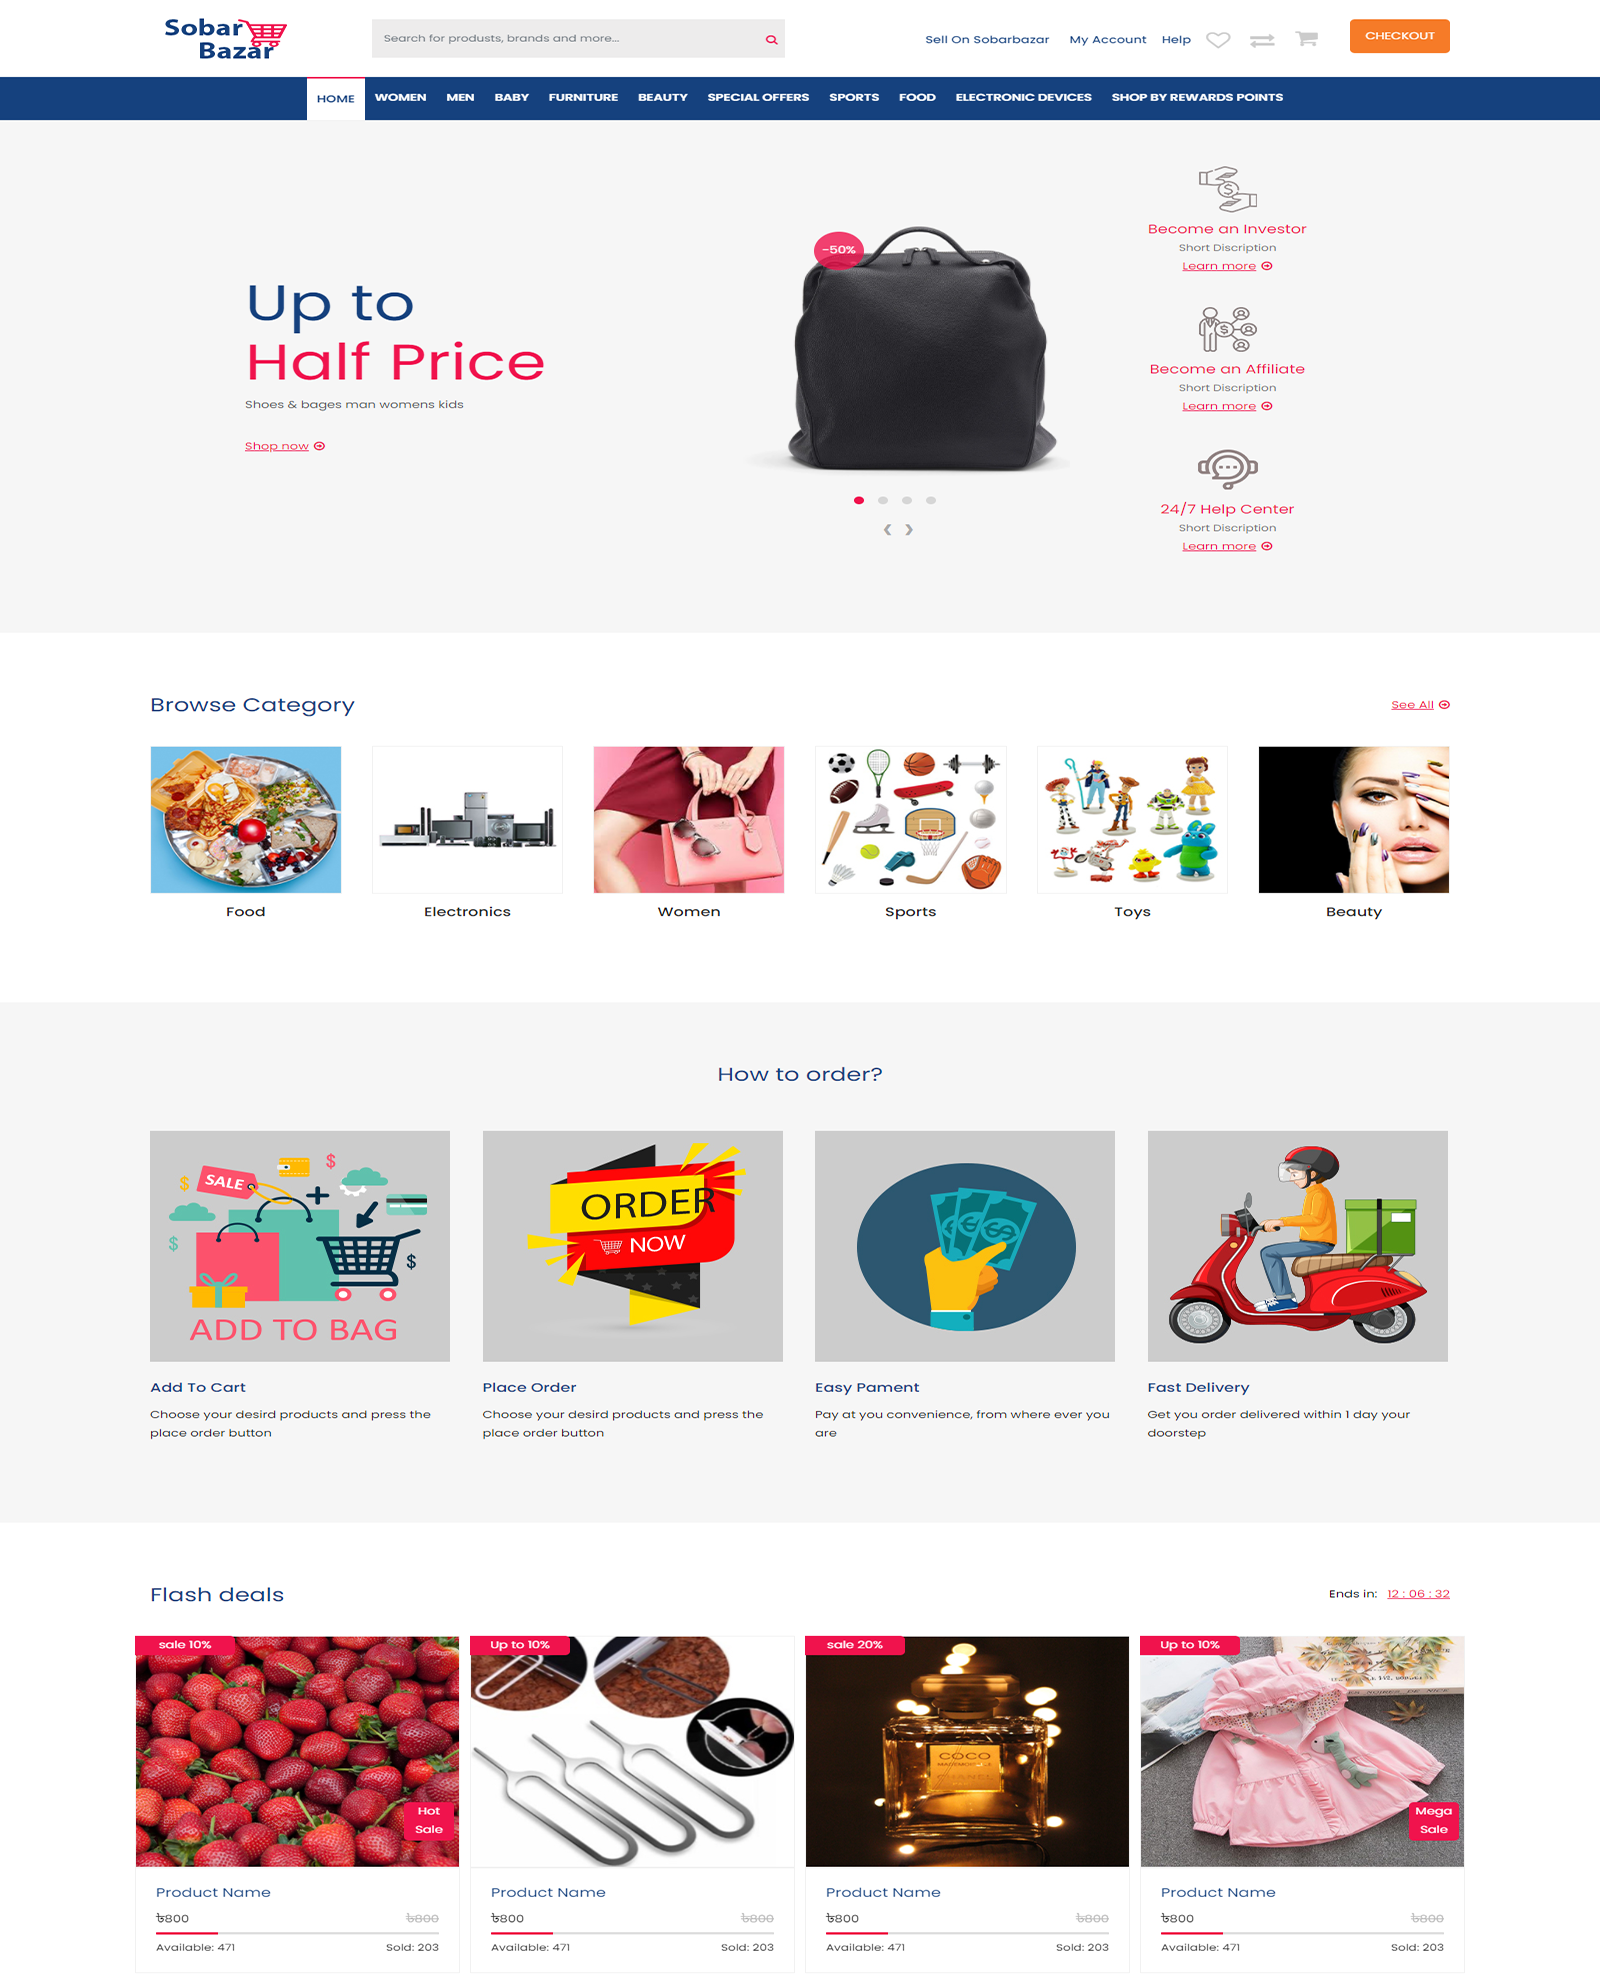 Sobar
Bazar
Search for produsts, brands and more...
Sell On Sobarbazar
My Account
Help
CHECKOUT
HOME
WOMEN
MEN
BABY
FURNITURE
BEAUTY
SPECIAL OFFERS
SPORTS
FOOD
ELECTRONIC DEVICES
SHOP BY REWARDS POINTS
Up to
Half Price
Shoes & bages man womens kids
Shop now
-50%
Become an Investor
Short Discription
Learn more
Become an Affiliate
Short Discription
Learn more
24/7 Help Center
Short Discription
Learn more
Browse Category
See All
Food
Electronics
Women
Sports
Toys
Beauty
How to order?
SALE
ADD TO BAG
ORDER
NOW
Add To Cart
Choose your desird products and press the
place order button
Place Order
Choose your desird products and press the
place order button
Easy Pament
Pay at you convenience, from where ever you
are
Fast Delivery
Get you order delivered within 1 day your
doorstep
Flash deals
Ends in: 12 : 06 : 32
sale 10%
Hot
Sale
Up to 10%
sale 20%
COCO
CHANEL
Up to 10%
Mega
Sale
Product Name
৳800 ৳800
Available: 471 Sold: 203
Product Name
৳800 ৳800
Available: 471 Sold: 203
Product Name
৳800 ৳800
Available: 471 Sold: 203
Product Name
৳800 ৳800
Available: 471 Sold: 203